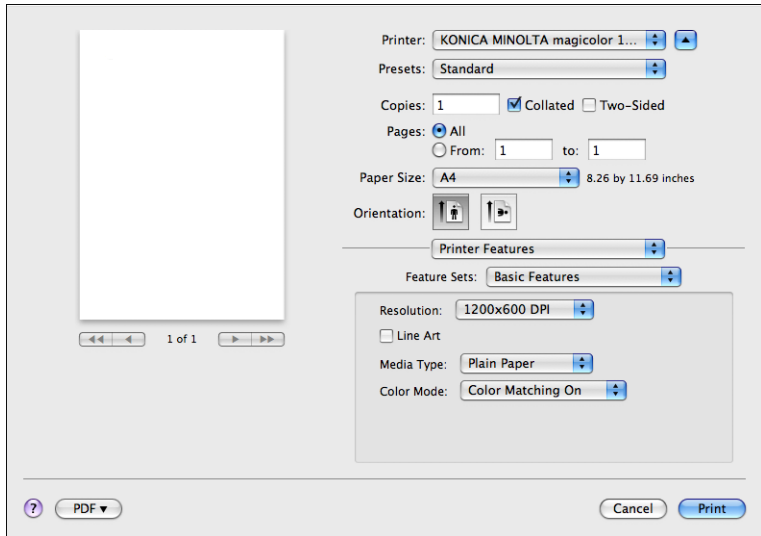 Printer: KONICA MINOLTA magicolor 1...
Presets: Standard
Copies: 1 Collated Two-Sided
Pages: All
From: 1 to: 1
Paper Size: A4 8.26 by 11.69 inches
Orientation:
Printer Features
Feature Sets: Basic Features
Resolution: 1200x600 DPI
Line Art
Media Type: Plain Paper
Color Mode: Color Matching On
1 of 1
? PDF▼ Cancel Print